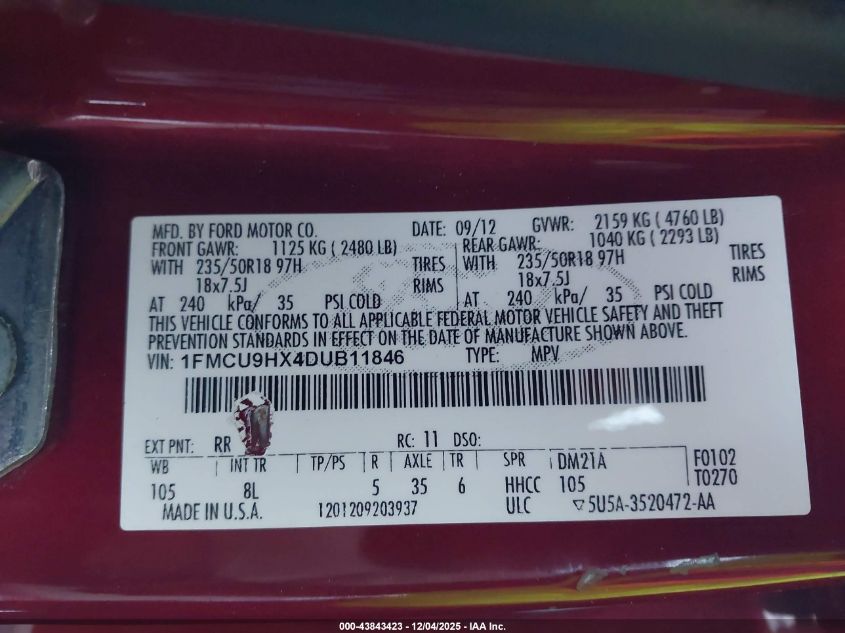 MFD. BY FORD MOTOR CO. DATE: 09/12 GVWR: 2159 KG ( 4760 LB)
FRONT GAWR: 1125 KG ( 2480 LB) REAR GAWR: 1040 KG ( 2293 LB)
WITH 235/50R18 97H TIRES WITH 235/50R18 97H TIRES
18x7.5J RIMS 18x7.5J RIMS
AT 240 kPa/ 35 PSI COLD AT 240 kPa/ 35 PSI COLD
THIS VEHICLE CONFORMS TO ALL APPLICABLE FEDERAL MOTOR VEHICLE SAFETY AND THEFT
PREVENTION STANDARDS IN EFFECT ON THE DATE OF MANUFACTURE SHOWN ABOVE.
VIN: 1FMCU9HX4DUB11846 TYPE: MPV
EXT PNT: RR RC: 11 DSO:
WB INT TR TP/PS R AXLE TR SPR DM21A F0102
105 8L 5 35 6 HHCC 105 T0270
MADE IN U.S.A. 1201209203937 ULC ▽5U5A-3520472-AA
000-43843423 - 12/04/2025 - IAA Inc.